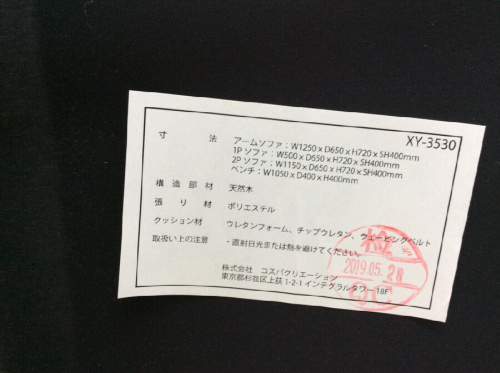 XY-3530
寸法 アームソファ：W1250 x D650 x H720 x SH400mm
1P ソファ：W500 x D650 x H720 x SH400mm
2P ソファ：W1150 x D650 x H720 x SH400mm
ベンチ：W1050 x D400 x H400mm
構造部材 天然木
張り材 ポリエステル
クッション材 ウレタンフォーム、チップウレタン、ウェービングベルト
取扱い上の注意 ・直射日光または熱を避けてください
検
2019.05.28
株式会社 コスパクリエーション
東京都杉並区上荻 1-2-1 インテグラルタワー 18F